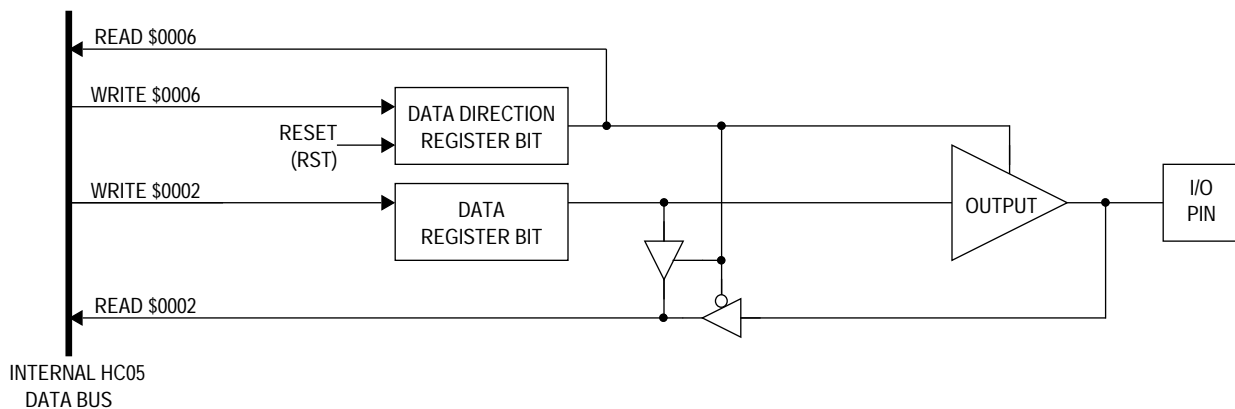 READ $0006
WRITE $0006
DATA DIRECTION
REGISTER BIT
RESET
(RST)
WRITE $0002
DATA
REGISTER BIT
OUTPUT
I/O
PIN
READ $0002
INTERNAL HC05
DATA BUS